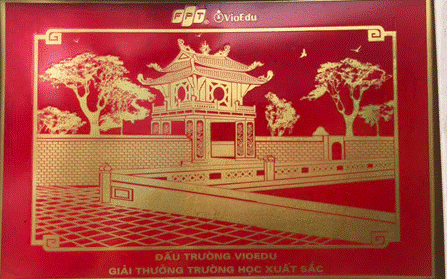 FPT VioEdu
ĐẤU TRƯỜNG VIOEDU
GIẢI THƯỞNG TRƯỜNG HỌC XUẤT SẮC